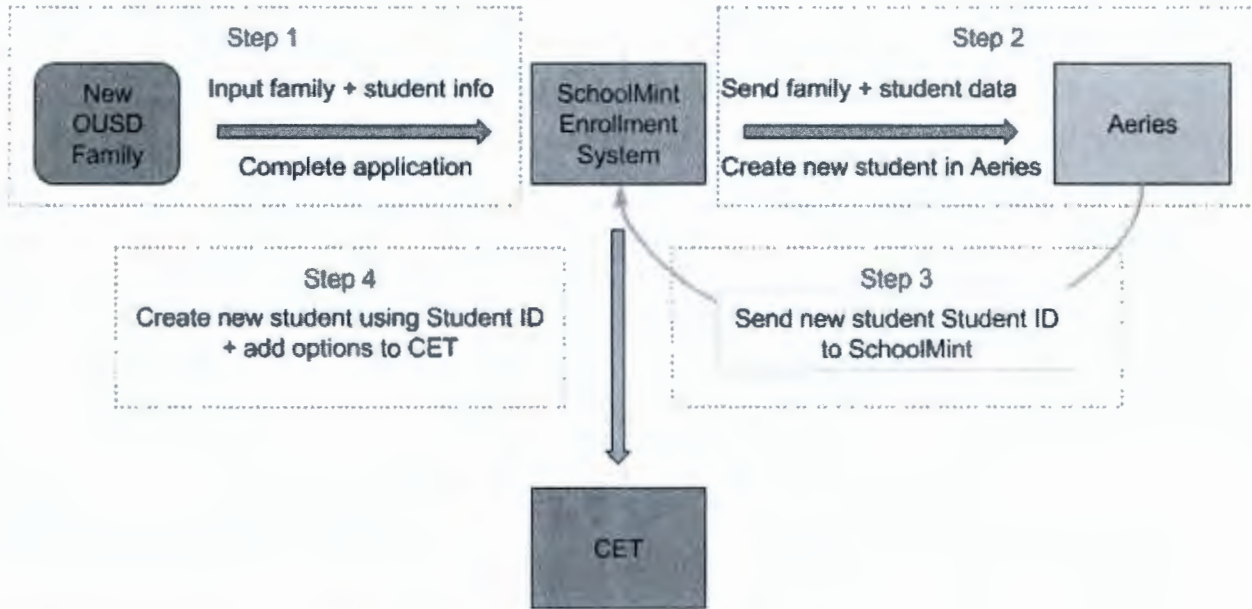 Step 1
New
OUSD
Family
Input family + student info
Complete application
SchoolMint
Enrollment
System
Step 2
Send family + student data
Create new student in Aeries
Aeries
Step 4
Create new student using Student ID
+ add options to CET
Step 3
Send new student Student ID
to SchoolMint
CET